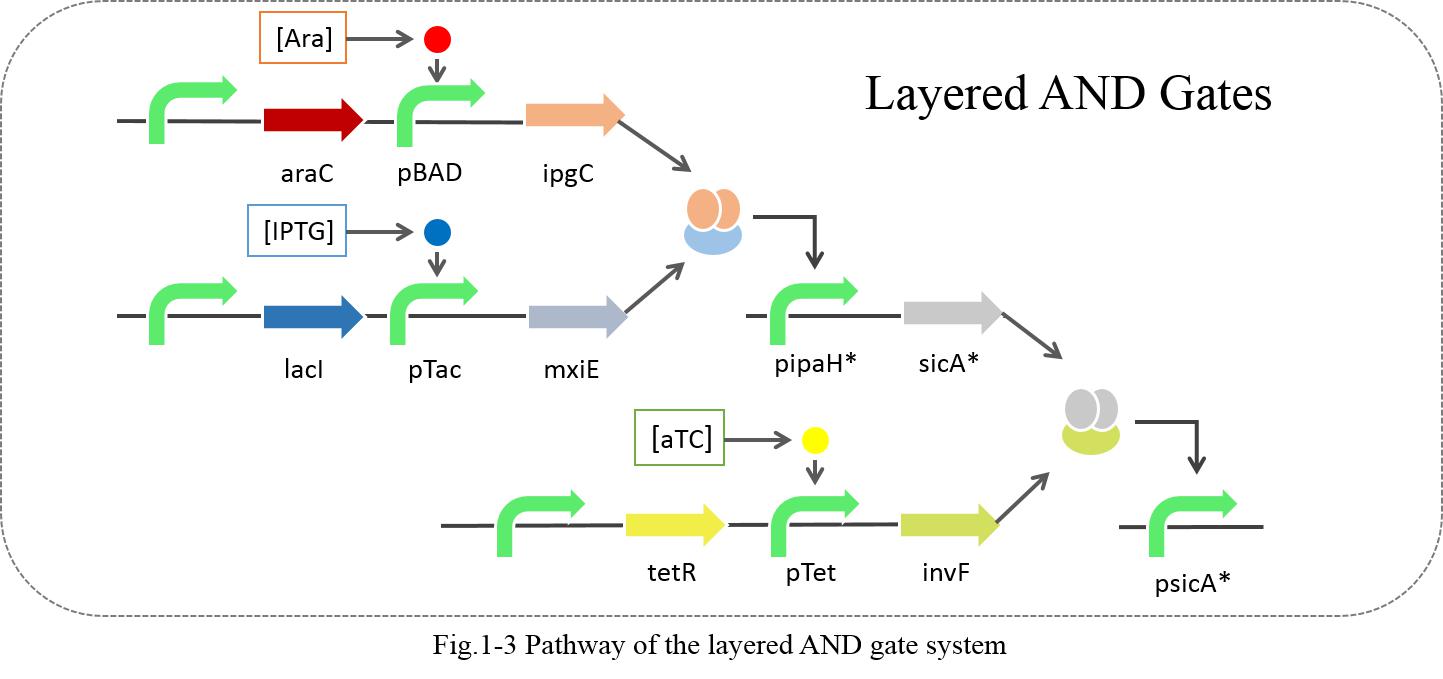 [Ara]
Layered AND Gates
araC
pBAD
ipgC
[IPTG]
lacI
pTac
mxiE
pipaH*
sicA*
[aTC]
tetR
pTet
invF
psicA*
Fig.1-3 Pathway of the layered AND gate system